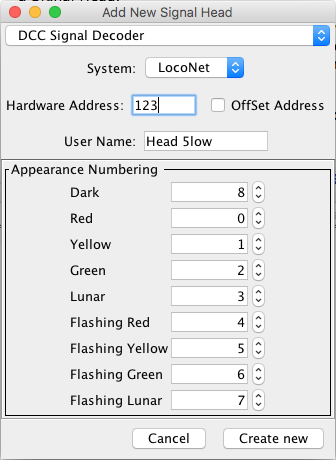 Add New Signal Head
DCC Signal Decoder
System: LocoNet
Hardware Address: 123 OffSet Address
User Name: Head 5low
Appearance Numbering
Dark 8
Red 0
Yellow 1
Green 2
Lunar 3
Flashing Red 4
Flashing Yellow 5
Flashing Green 6
Flashing Lunar 7
Cancel Create new